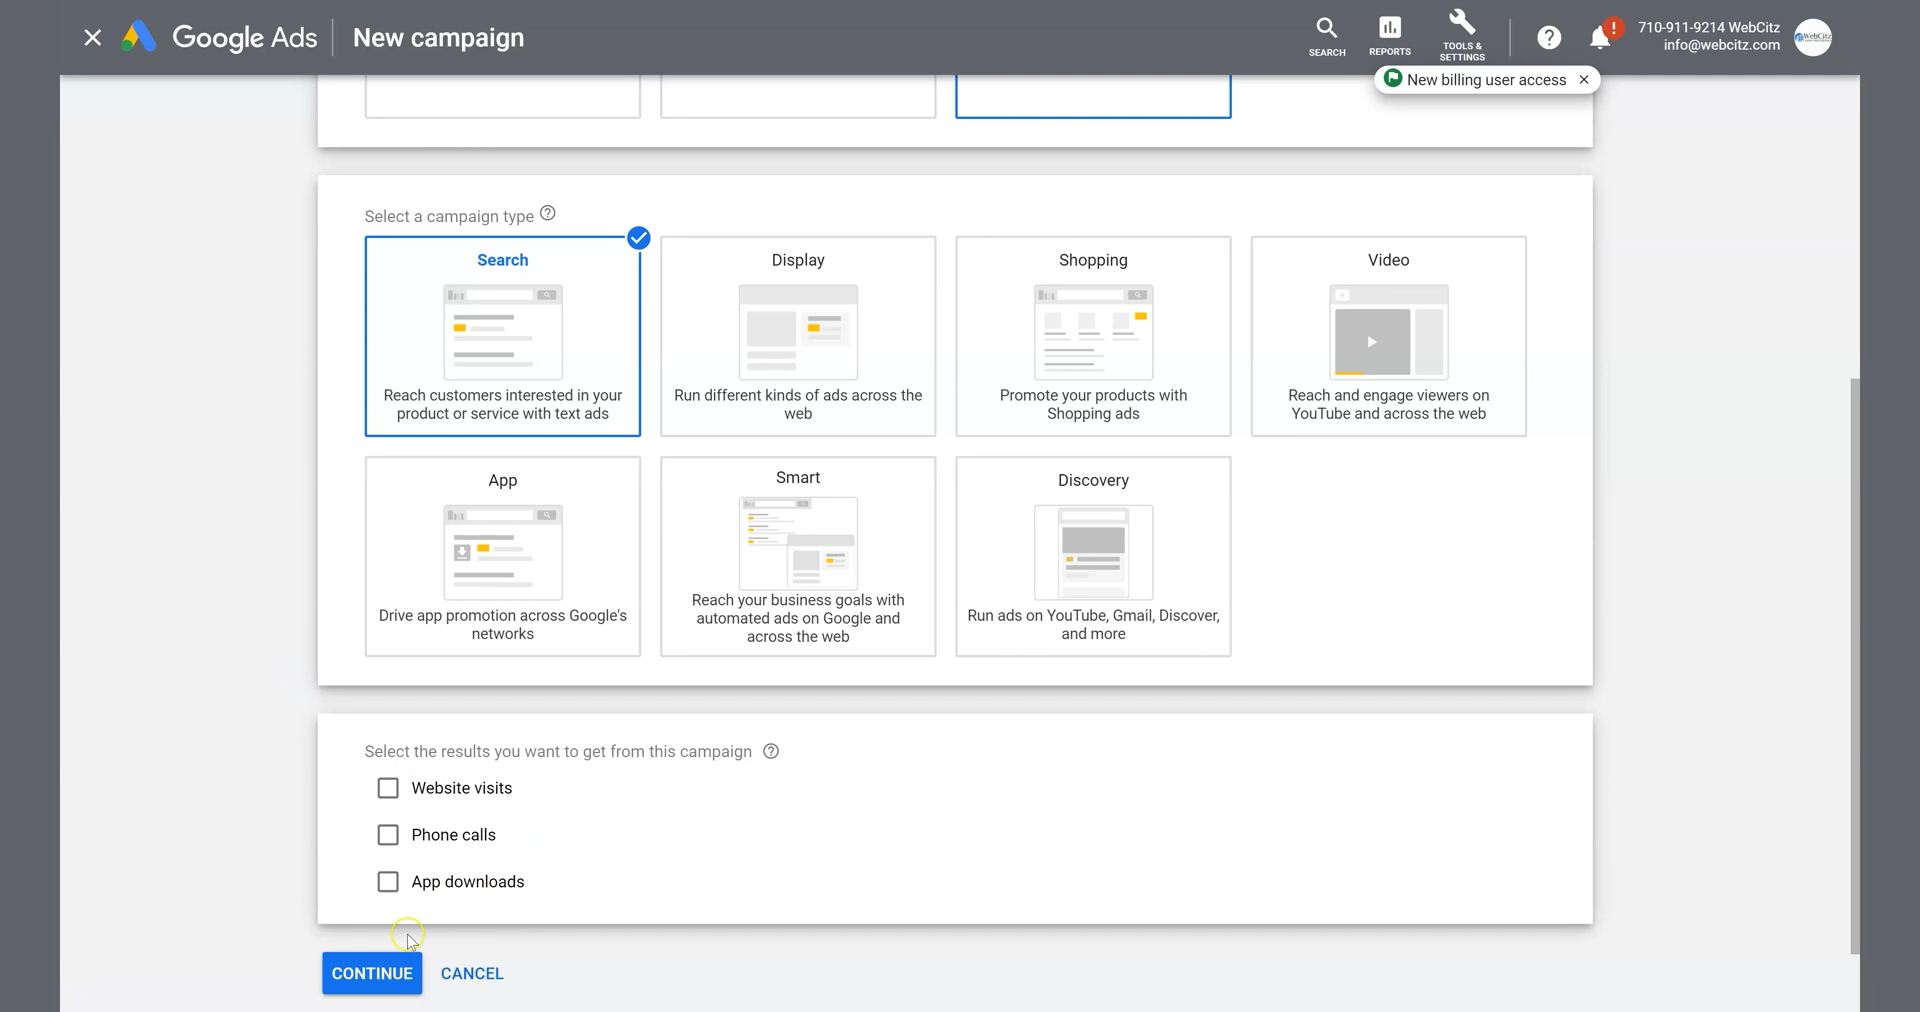 Google Ads
New campaign
SEARCH
REPORTS
TOOLS &
SETTINGS
?
!
710-911-9214 WebCitz
info@webcitz.com
WebCitz
New billing user access
Select a campaign type
Search
Reach customers interested in your
product or service with text ads
Display
Run different kinds of ads across the
web
Shopping
Promote your products with
Shopping ads
Video
Reach and engage viewers on
YouTube and across the web
App
Drive app promotion across Google's
networks
Smart
Reach your business goals with
automated ads on Google and
across the web
Discovery
Run ads on YouTube, Gmail, Discover,
and more
Select the results you want to get from this campaign
Website visits
Phone calls
App downloads
CONTINUE
CANCEL